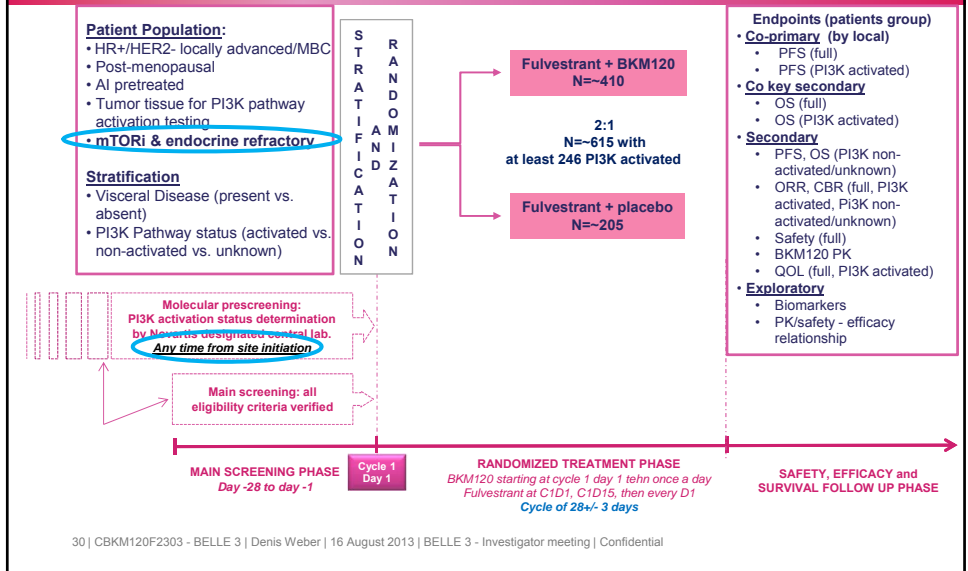 Patient Population:
• HR+/HER2- locally advanced/MBC
• Post-menopausal
• AI pretreated
• Tumor tissue for PI3K pathway
activation testing
• mTORi & endocrine refractory
Stratification
• Visceral Disease (present vs.
absent)
• PI3K Pathway status (activated vs.
non-activated vs. unknown)
STRATIFICATION
AND
RANDOMIZATION
Fulvestrant + BKM120
N=~410
2:1
N=~615 with
at least 246 PI3K activated
Fulvestrant + placebo
N=~205
Endpoints (patients group)
• Co-primary (by local)
• PFS (full)
• PFS (PI3K activated)
• Co key secondary
• OS (full)
• OS (PI3K activated)
• Secondary
• PFS, OS (PI3K non-
activated/unknown)
• ORR, CBR (full, PI3K
activated, Pi3K non-
activated/unknown)
• Safety (full)
• BKM120 PK
• QOL (full, PI3K activated)
• Exploratory
• Biomarkers
• PK/safety - efficacy
relationship
Molecular prescreening:
PI3K activation status determination
by Novartis designated central lab.
Any time from site initiation
Main screening: all
eligibility criteria verified
MAIN SCREENING PHASE
Day -28 to day -1
Cycle 1
Day 1
RANDOMIZED TREATMENT PHASE
BKM120 starting at cycle 1 day 1 tehn once a day
Fulvestrant at C1D1, C1D15, then every D1
Cycle of 28+/- 3 days
SAFETY, EFFICACY and
SURVIVAL FOLLOW UP PHASE
30 | CBKM120F2303 - BELLE 3 | Denis Weber | 16 August 2013 | BELLE 3 - Investigator meeting | Confidential